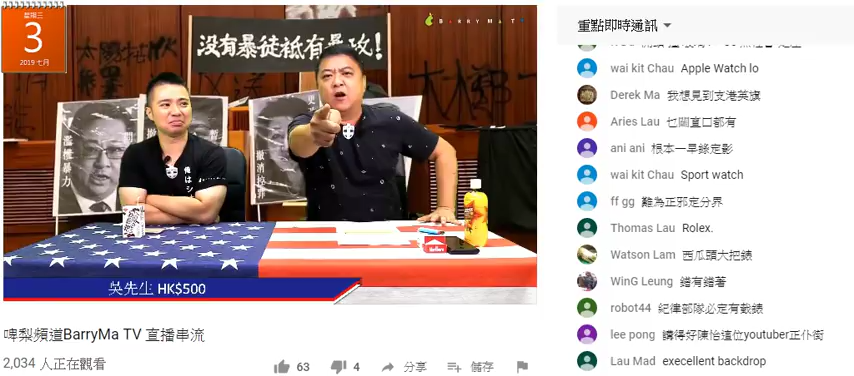 星期三
3
2019 七月
BARRYMA TV
没有暴徒祇有暴政!
濫權暴力
撤消控罪
吳先生 HK$500
啤梨頻道BarryMa TV 直播串流
2,034 人正在觀看
63
4
分享
儲存
重點即時通訊
wai kit Chau Apple Watch lo
Derek Ma 我想見到支港英旗
Aries Lau 乜閪直口都有
ani ani 根本一早錄定影
wai kit Chau Sport watch
ff gg 難為正邪定分界
Thomas Lau Rolex.
Watson Lam 西瓜頭大把錶
WinG Leung 錯有錯著
robot44 紀偉部隊必定有穀錶
lee pong 講得好陳怡這位youtuber正仆街
Lau Mad execellent backdrop